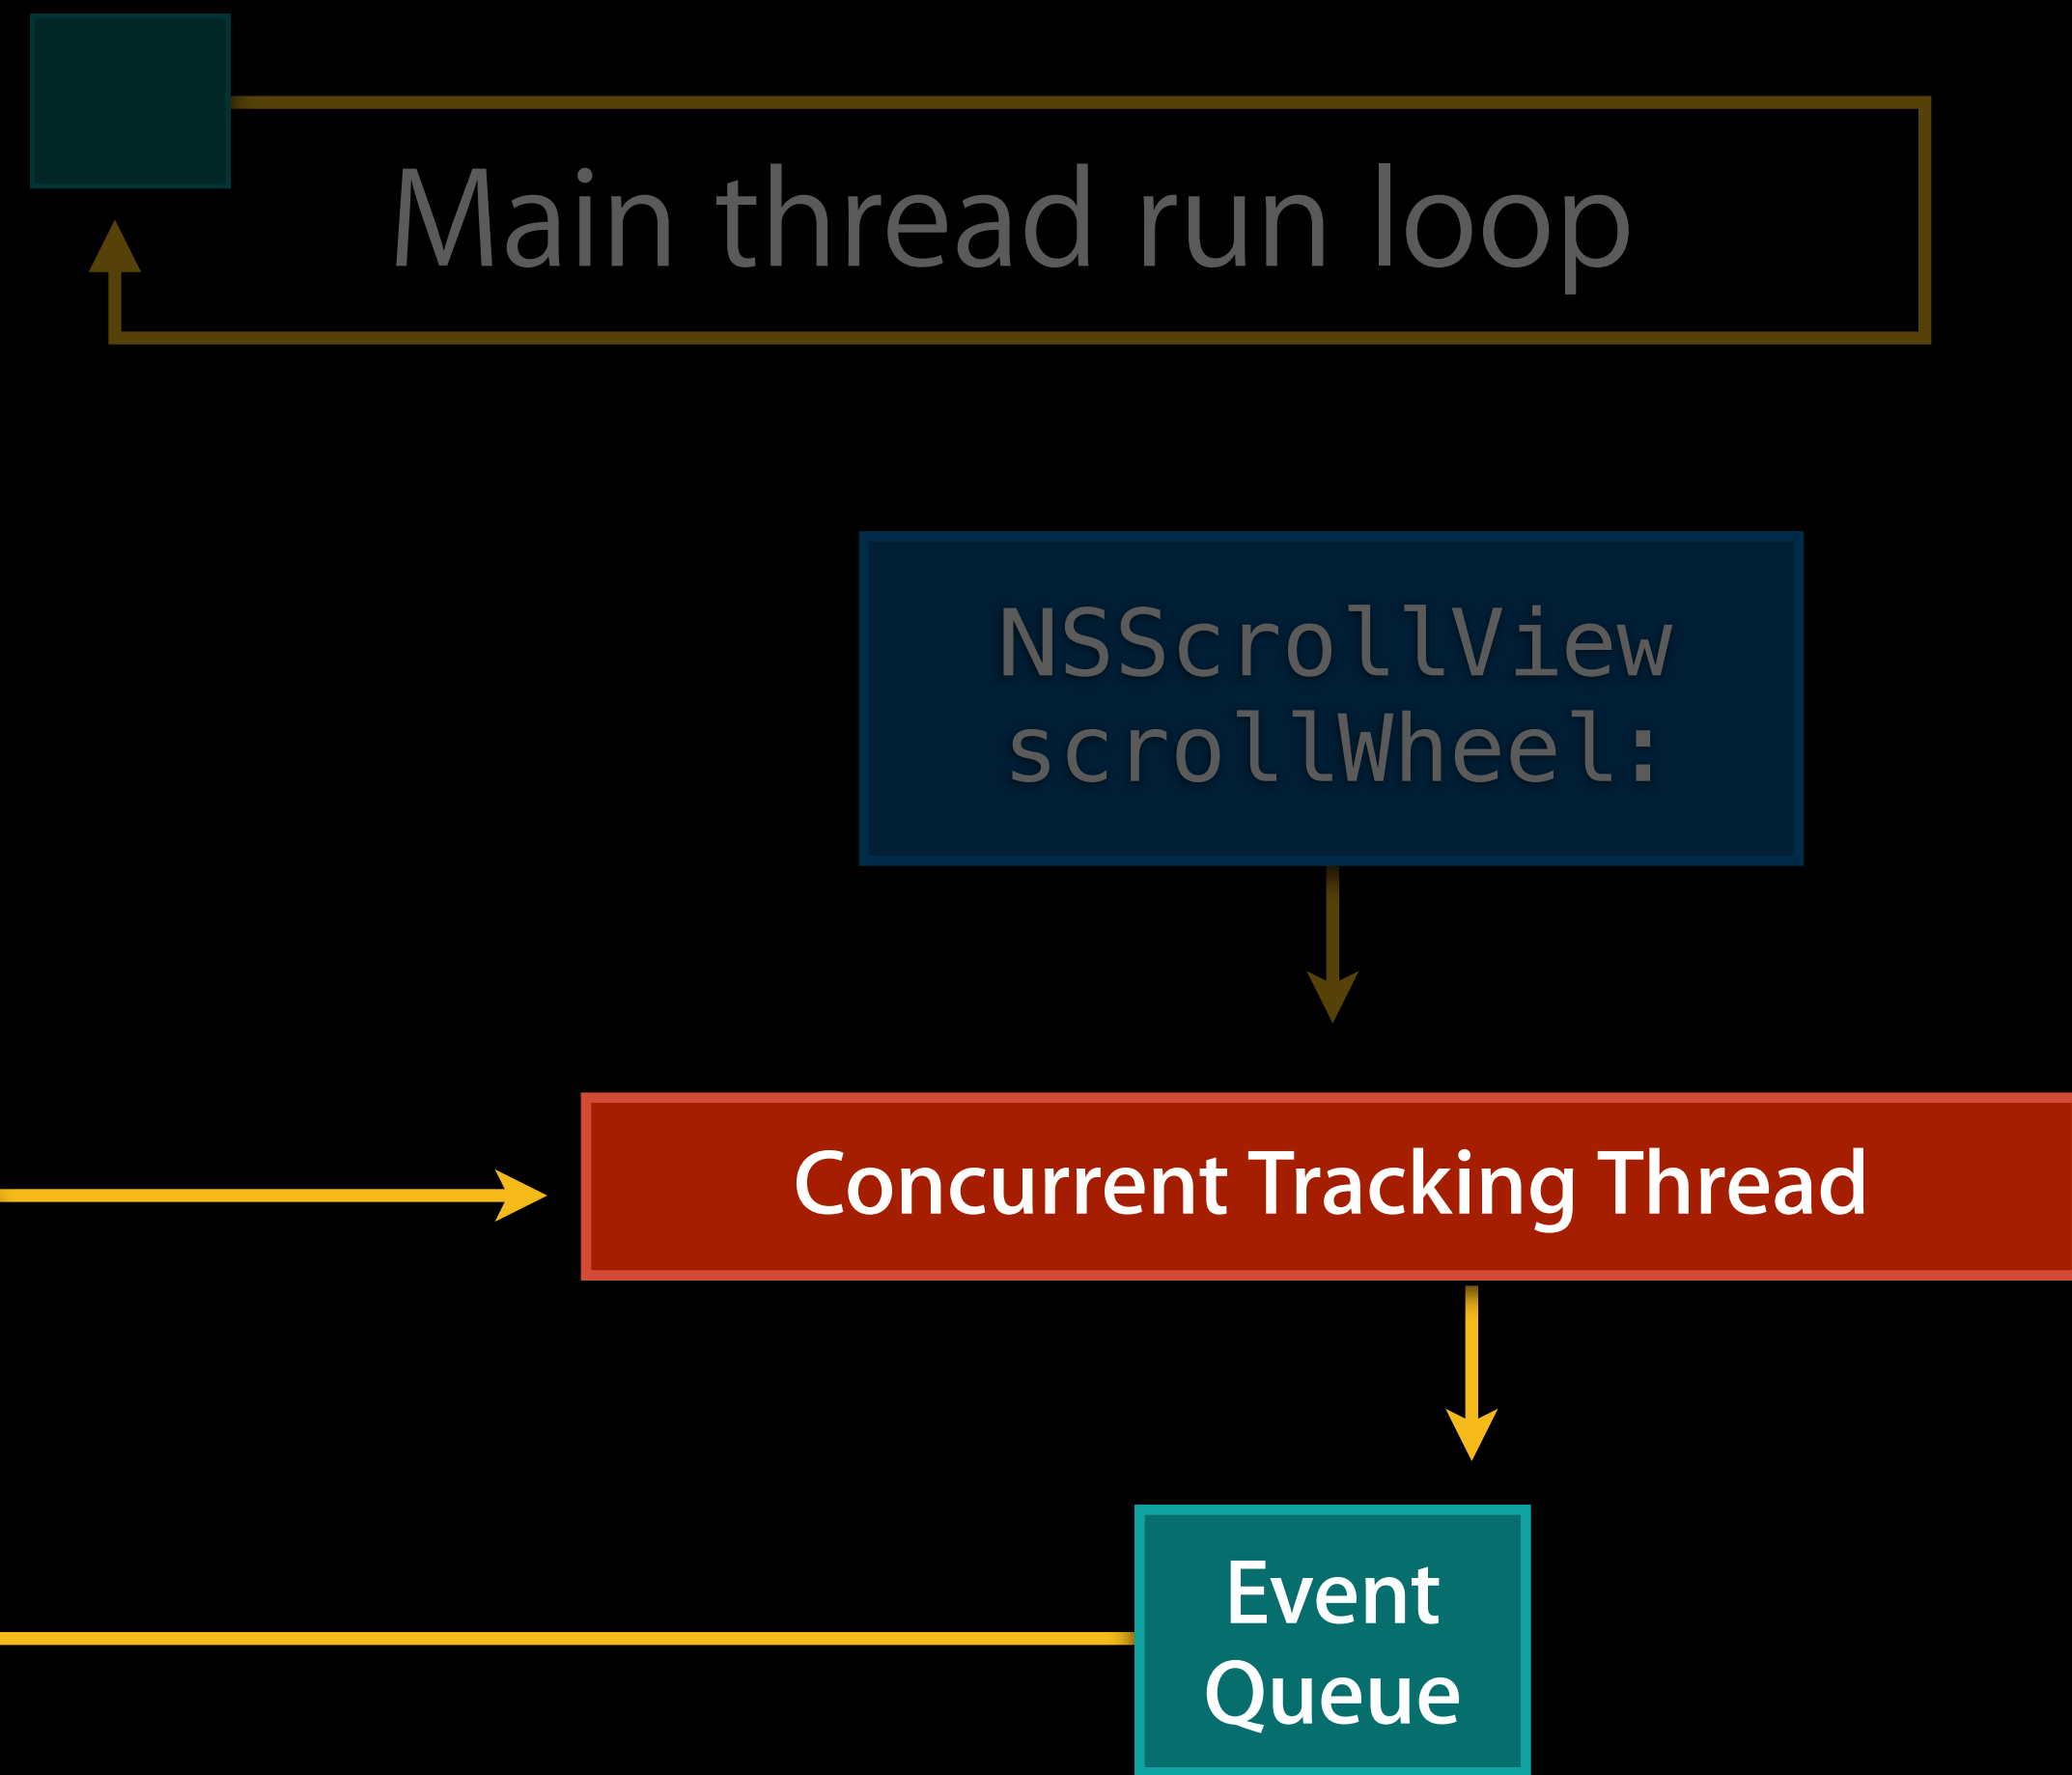 Main thread run loop
NSScrollView
scrollWheel:
Concurrent Tracking Thread
Event
Queue